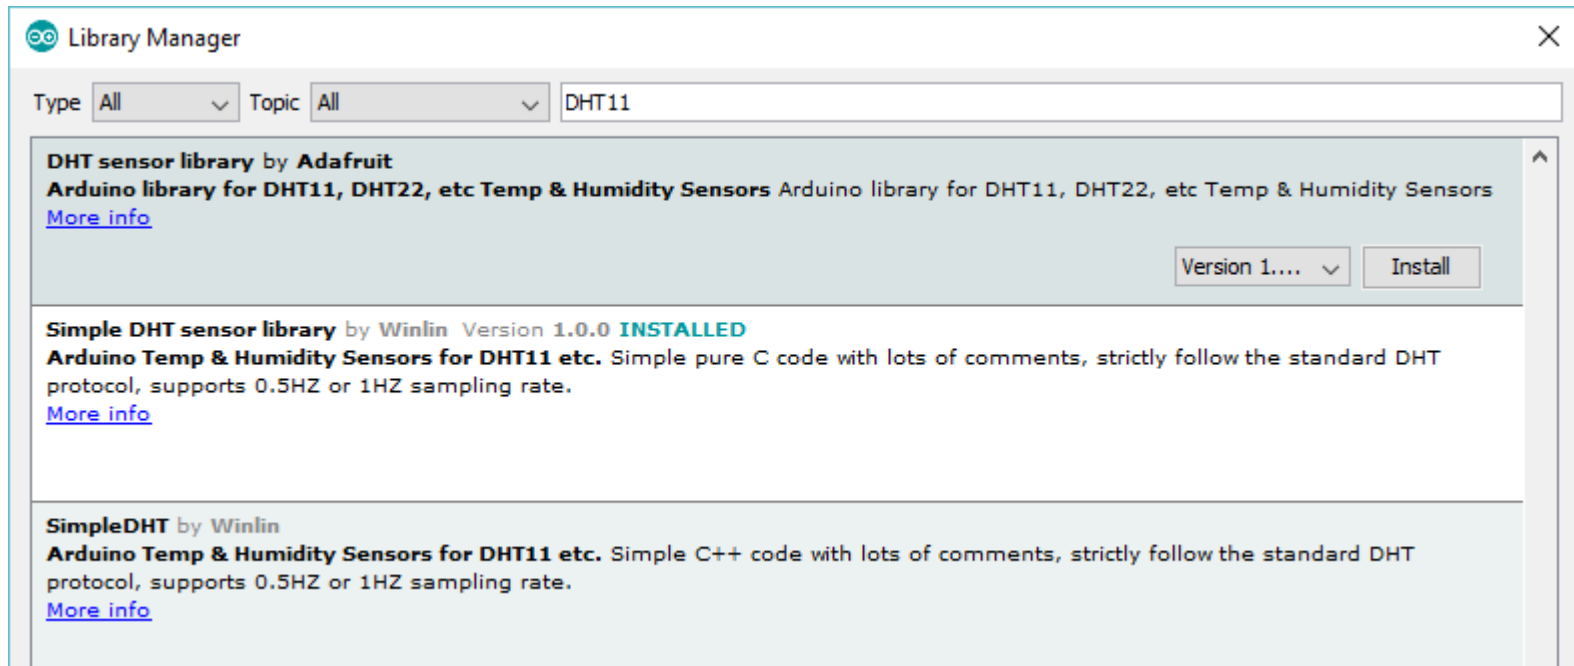 Library Manager
Type All Topic All DHT11
DHT sensor library by Adafruit
Arduino library for DHT11, DHT22, etc Temp & Humidity Sensors Arduino library for DHT11, DHT22, etc Temp & Humidity Sensors
More info
Version 1.... Install
Simple DHT sensor library by Winlin Version 1.0.0 INSTALLED
Arduino Temp & Humidity Sensors for DHT11 etc. Simple pure C code with lots of comments, strictly follow the standard DHT
protocol, supports 0.5HZ or 1HZ sampling rate.
More info
SimpleDHT by Winlin
Arduino Temp & Humidity Sensors for DHT11 etc. Simple C++ code with lots of comments, strictly follow the standard DHT
protocol, supports 0.5HZ or 1HZ sampling rate.
More info